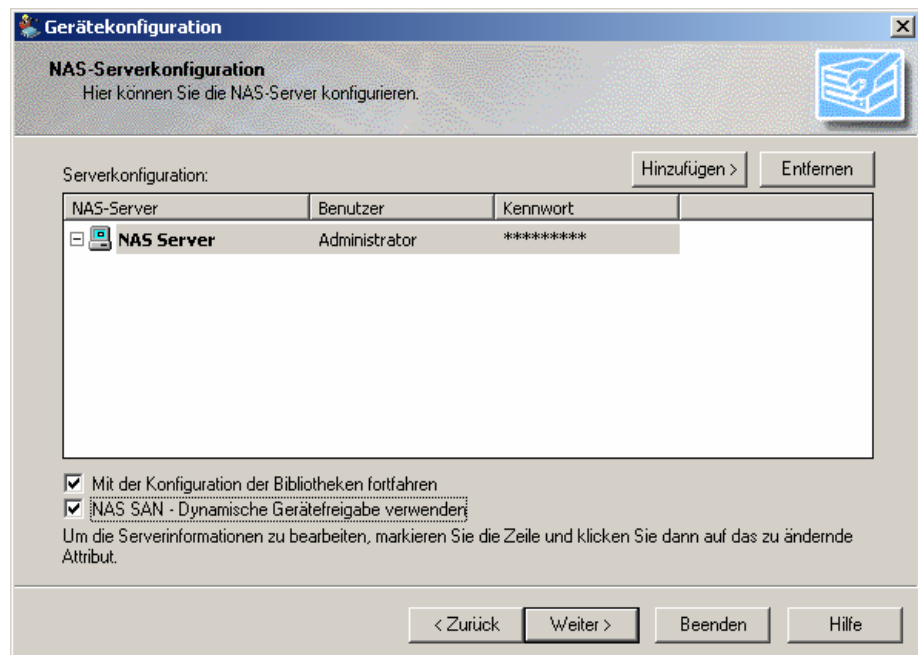 Gerätekonfiguration
NAS-Serverkonfiguration
Hier können Sie die NAS-Server konfigurieren.
Serverkonfiguration:
Hinzufügen >
Entfernen
NAS-Server Benutzer Kennwort
NAS Server Administrator *********
Mit der Konfiguration der Bibliotheken fortfahren
NAS SAN - Dynamische Gerätefreigabe verwenden
Um die Serverinformationen zu bearbeiten, markieren Sie die Zeile und klicken Sie dann auf das zu ändernde
Attribut.
< Zurück Weiter > Beenden Hilfe